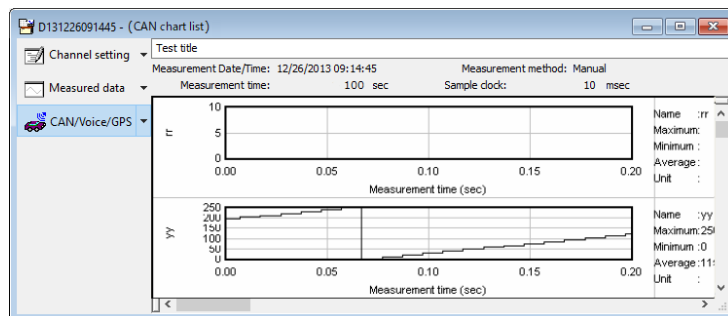 D131226091445 - (CAN chart list)
Channel setting
Measured data
CAN/Voice/GPS
Test title
Measurement Date/Time: 12/26/2013 09:14:45 Measurement method: Manual
Measurement time: 100 sec Sample clock: 10 msec
rr
10
5
0
0.00 0.05 0.10 0.15 0.20
Measurement time (sec)
Name :rr
Maximum:
Minimum :
Average :
Unit :
yy
250
200
150
100
50
0
0.00 0.05 0.10 0.15 0.20
Measurement time (sec)
Name :yy
Maximum:250
Minimum :0
Average :11
Unit :